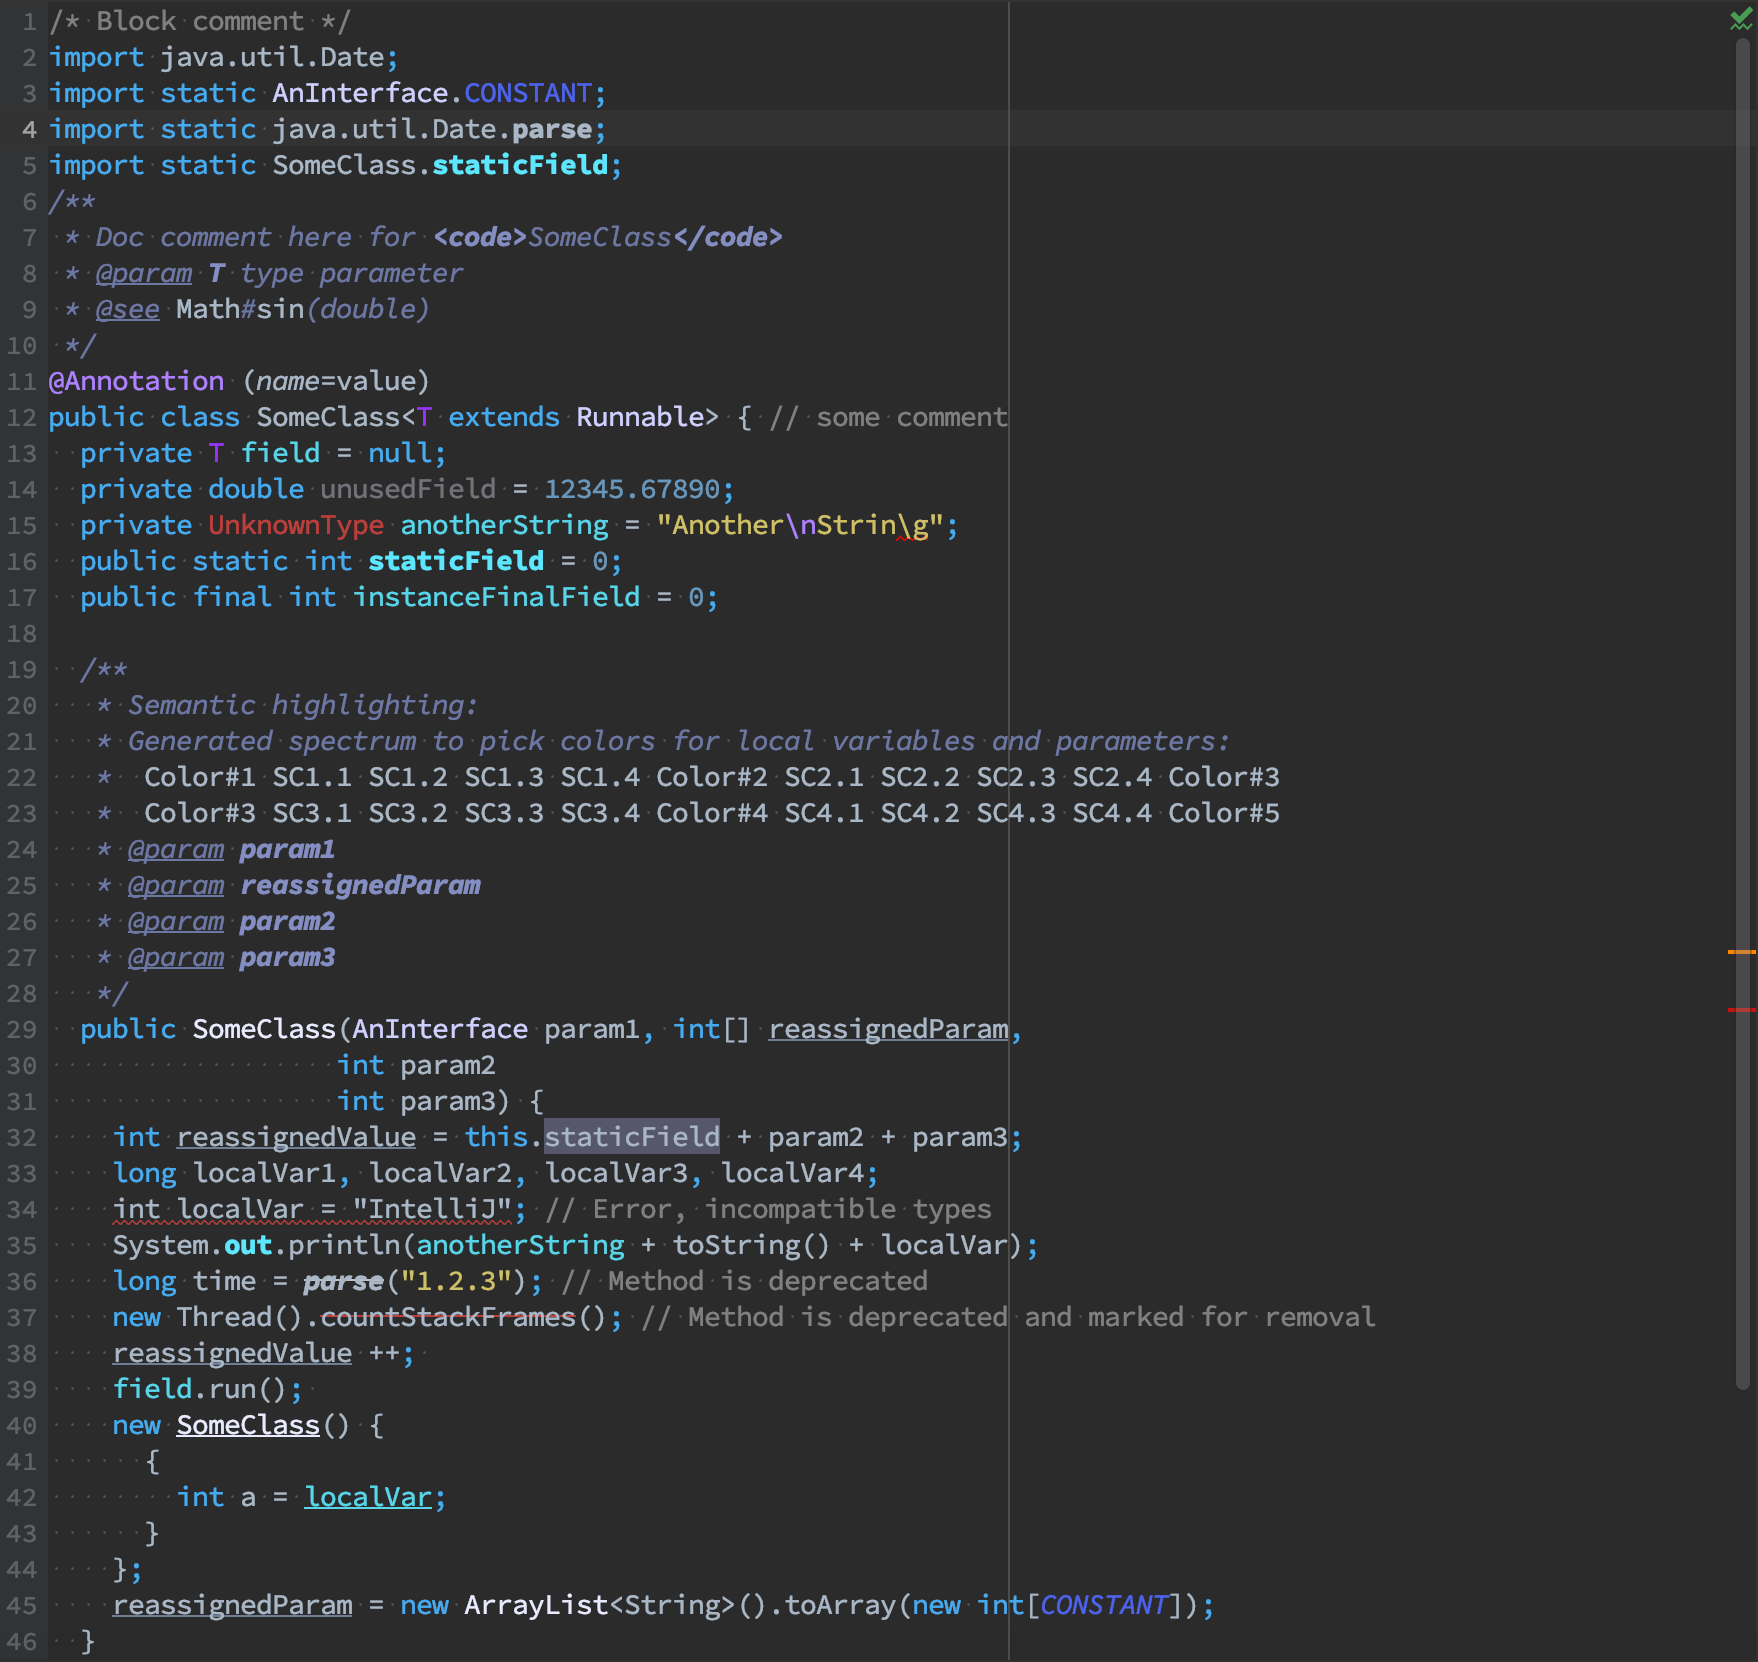 1 /* Block comment */
2 import java.util.Date;
3 import static AnInterface.CONSTANT;
4 import static java.util.Date.parse;
5 import static SomeClass.staticField;
6 /**
7  * Doc comment here for <code>SomeClass</code>
8  * @param T type parameter
9  * @see Math#sin(double)
10  */
11 @Annotation (name=value)
12 public class SomeClass<T extends Runnable> { // some comment
13   private T field = null;
14   private double unusedField = 12345.67890;
15   private UnknownType anotherString = "Another\nStrin\g";
16   public static int staticField = 0;
17   public final int instanceFinalField = 0;
18
19   /**
20    * Semantic highlighting:
21    * Generated spectrum to pick colors for local variables and parameters:
22    *  Color#1 SC1.1 SC1.2 SC1.3 SC1.4 Color#2 SC2.1 SC2.2 SC2.3 SC2.4 Color#3
23    *  Color#3 SC3.1 SC3.2 SC3.3 SC3.4 Color#4 SC4.1 SC4.2 SC4.3 SC4.4 Color#5
24    * @param param1
25    * @param reassignedParam
26    * @param param2
27    * @param param3
28    */
29   public SomeClass(AnInterface param1, int[] reassignedParam,
30                   int param2
31                   int param3) {
32     int reassignedValue = this.staticField + param2 + param3;
33     long localVar1, localVar2, localVar3, localVar4;
34     int localVar = "IntelliJ"; // Error, incompatible types
35     System.out.println(anotherString + toString() + localVar);
36     long time = parse("1.2.3"); // Method is deprecated
37     new Thread().countStackFrames(); // Method is deprecated and marked for removal
38     reassignedValue ++;
39     field.run();
40     new SomeClass() {
41       {
42         int a = localVar;
43       }
44     };
45     reassignedParam = new ArrayList<String>().toArray(new int[CONSTANT]);
46   }